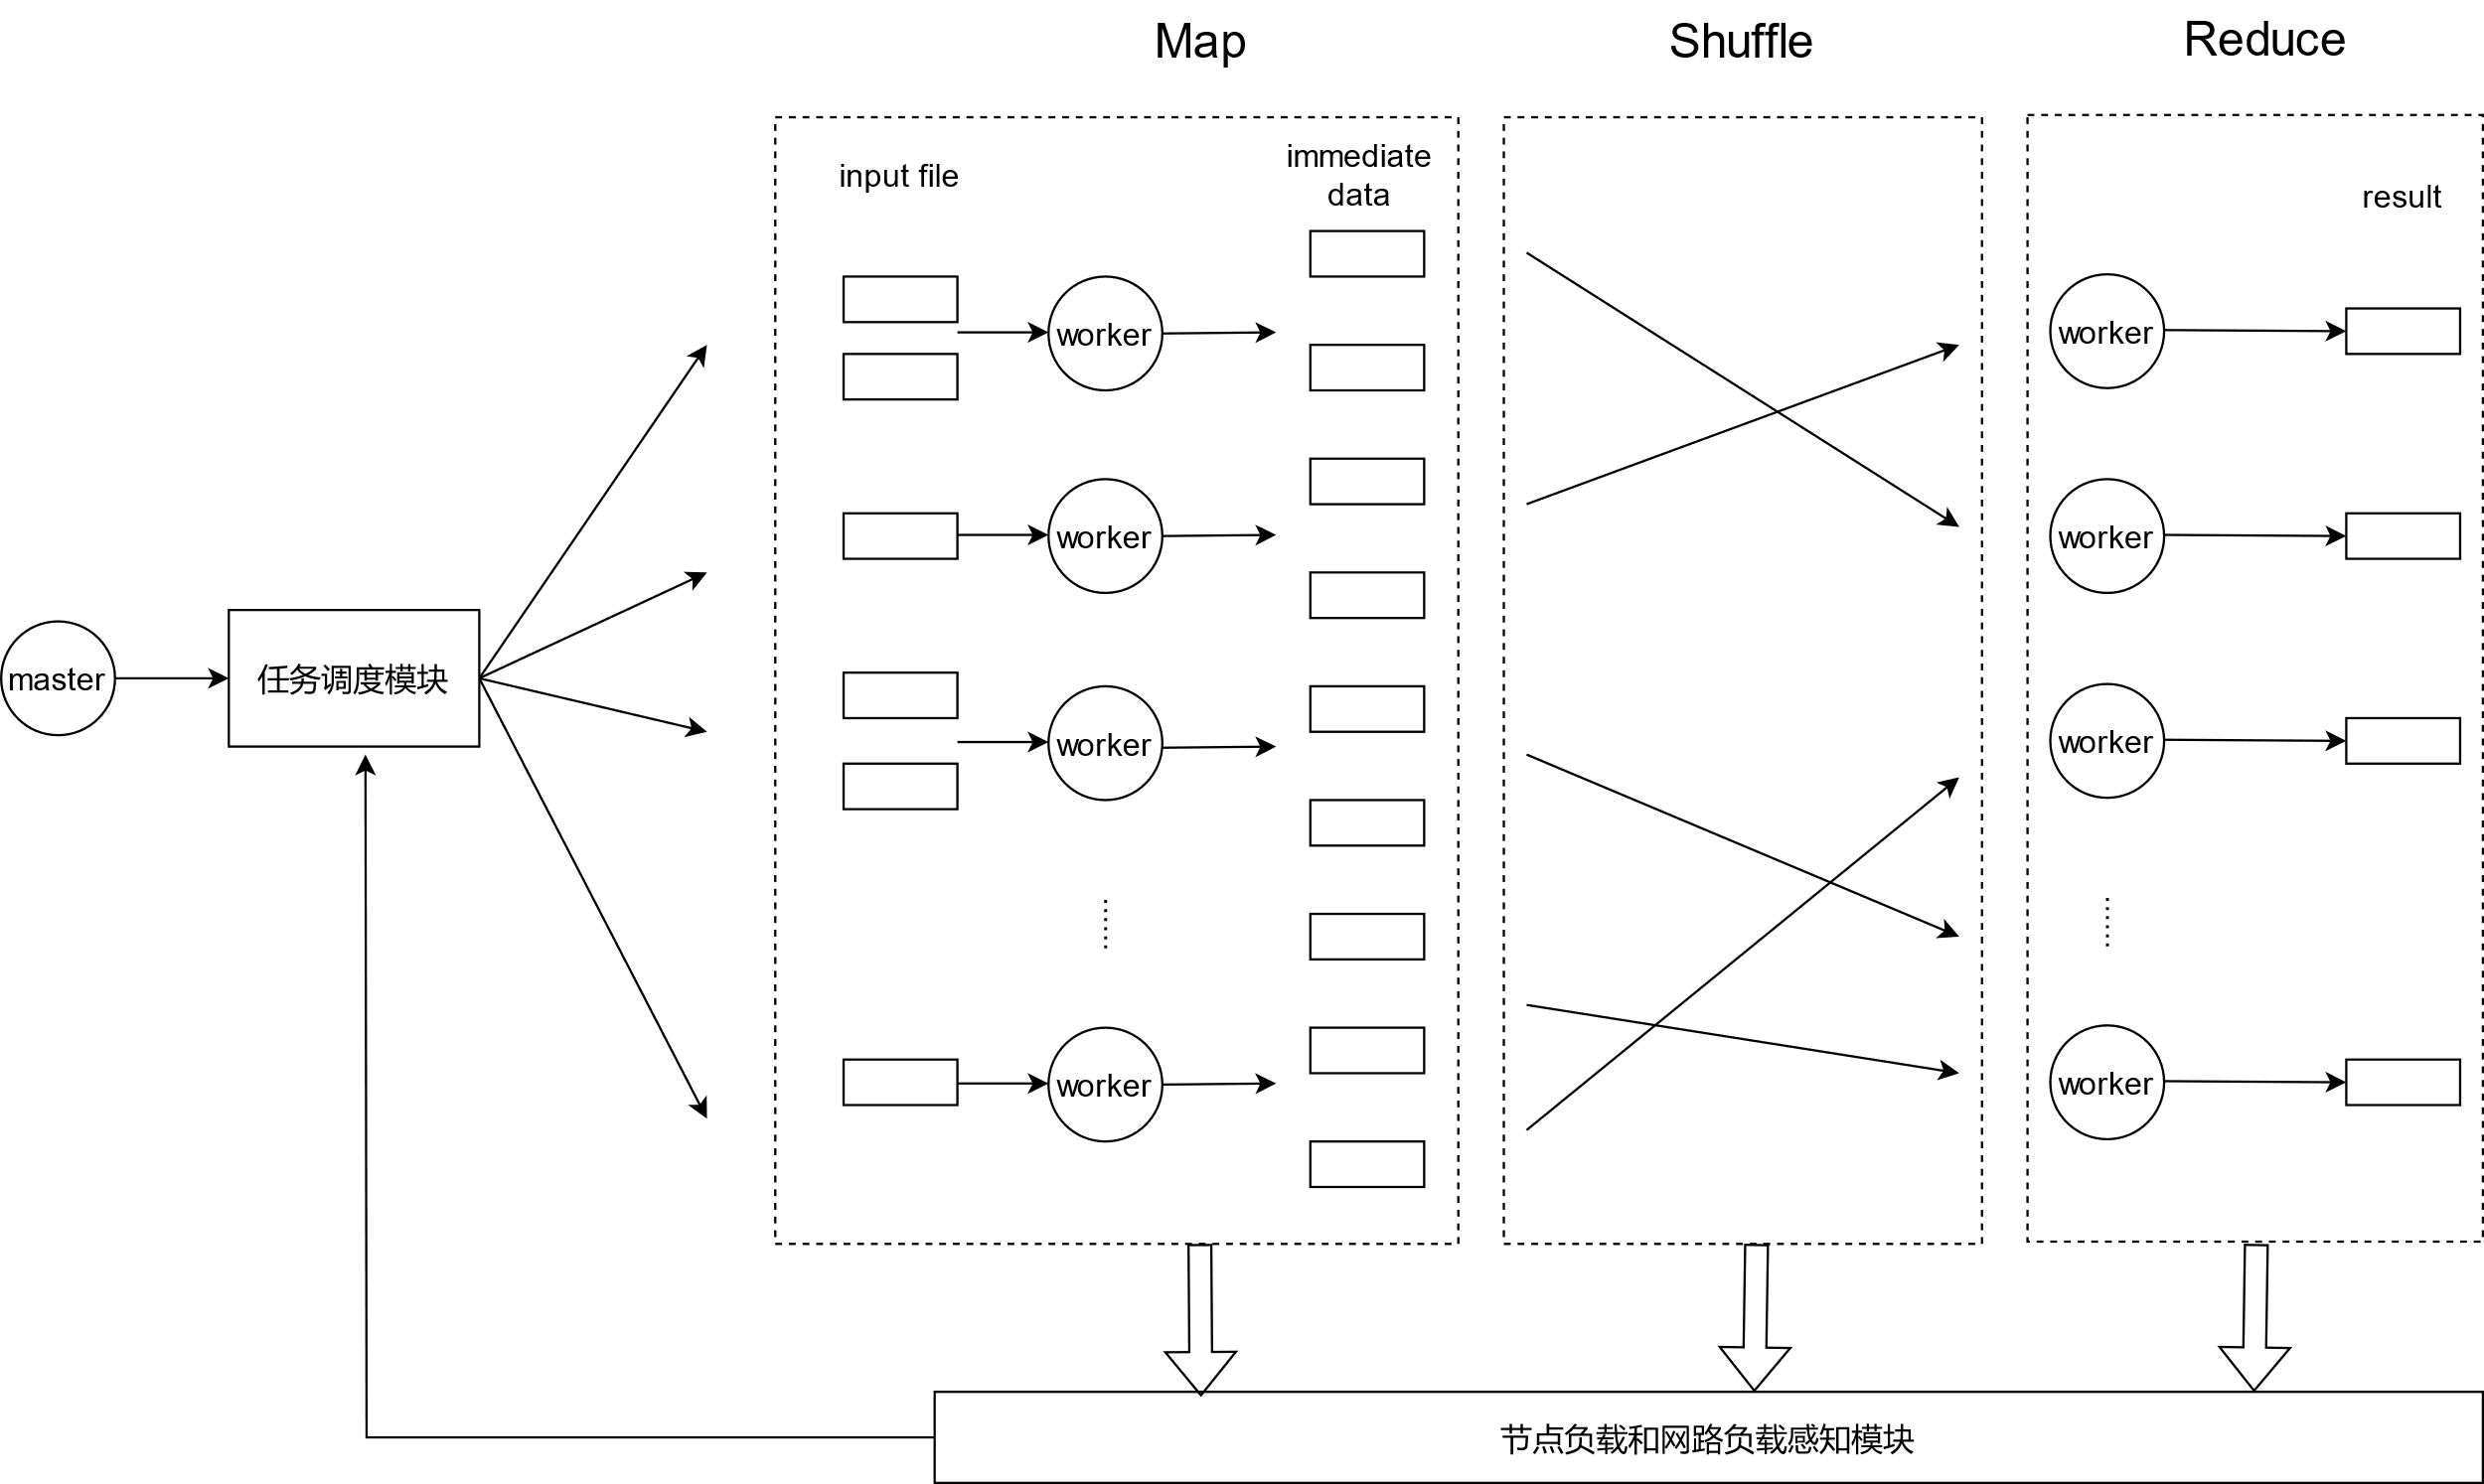 Map
Shuffle
Reduce
input file
immediate
data
result
worker
worker
worker
worker
worker
worker
master
任务调度模块
worker
worker
节点负载和网路负载感知模块